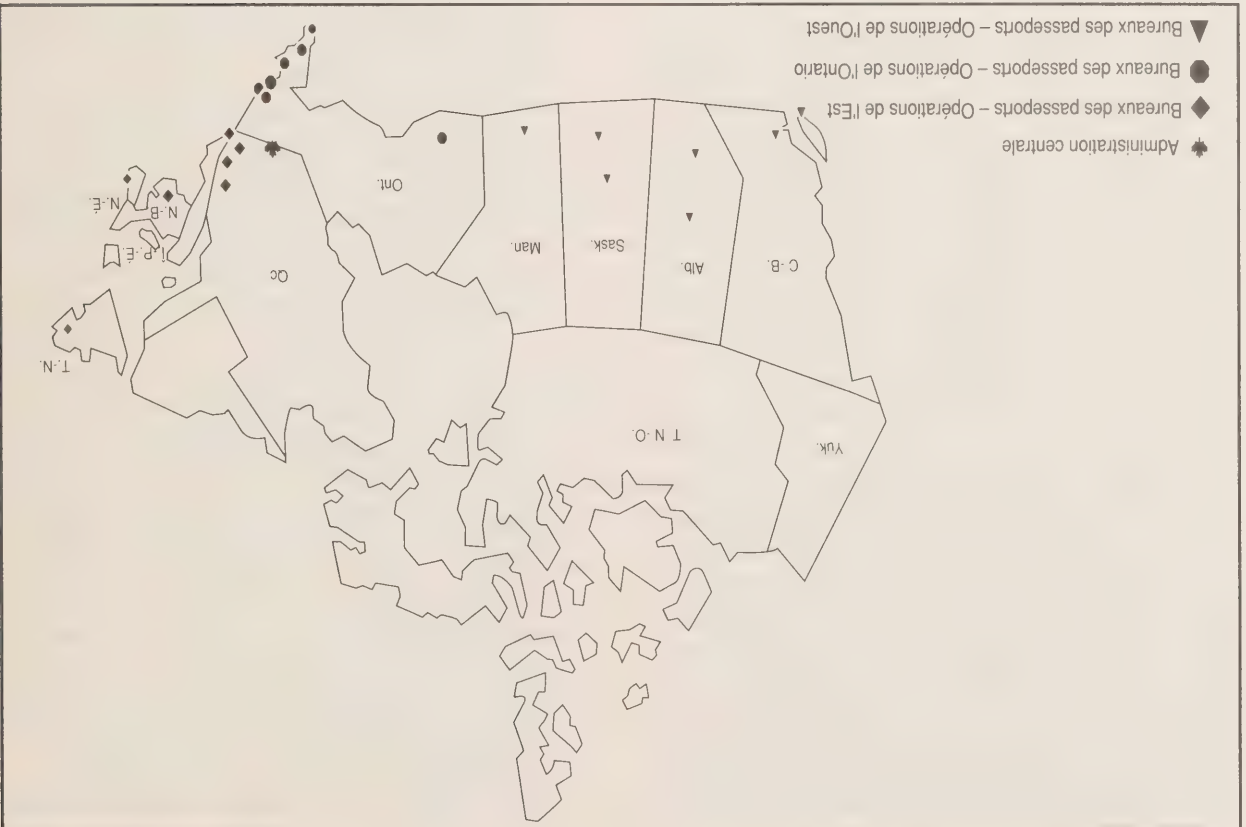 Yuk.
T N -O.
T.-N.
C -B.
Alb.
Sask.
Man.
Qc
Î.-P.-É.
N.-B.
N.-É.
Ont.
Administration centrale
Bureaux des passeports – Opérations de l'Est
Bureaux des passeports – Opérations de l'Ontario
Bureaux des passeports – Opérations de l'Ouest